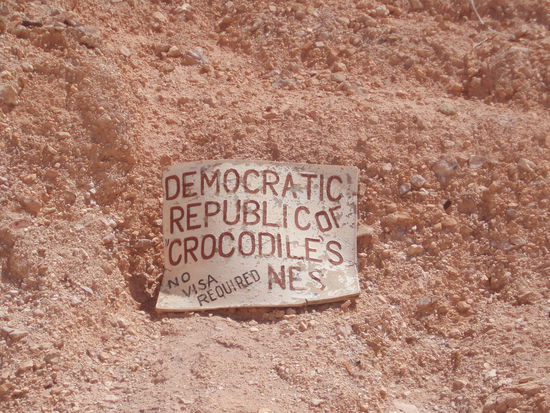 DEMOCRATIC
REPUBLIC OF
CROCODILES
NES
NO
VISA
REQUIRED